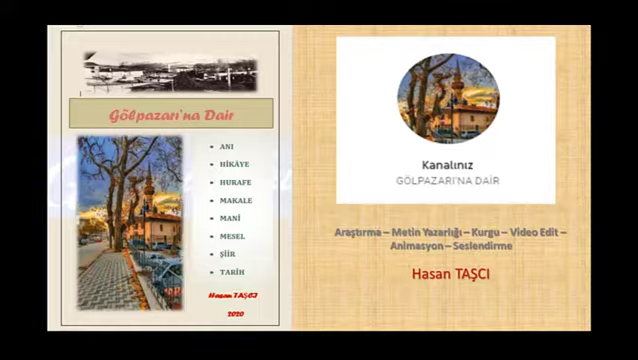 Gölpazarı'na Dair
• ANI
• HİKÂYE
• HURAFE
• MAKALE
• MANİ
• MESEL
• ŞİİR
• TARİH
Hasan TAŞCI
2020
Kanalınız
GÖLPAZARI'NA DAİR
Araştırma – Metin Yazarlığı – Kurgu – Video Edit –
Animasyon – Seslendirme
Hasan TAŞCI